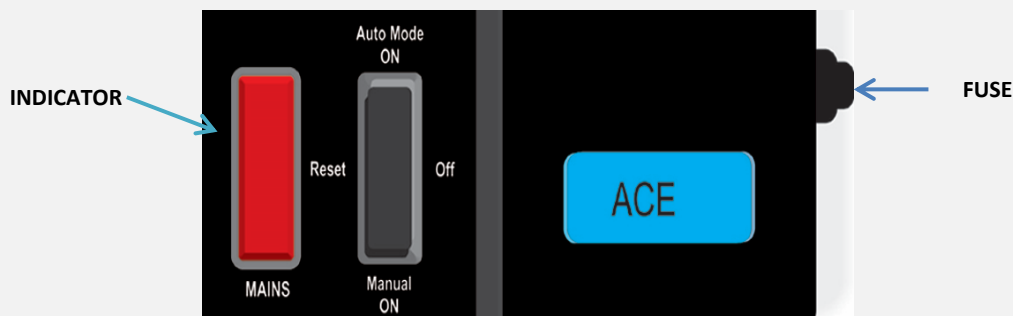 Auto Mode
ON
INDICATOR
FUSE
Reset
Off
ACE
MAINS
Manual
ON